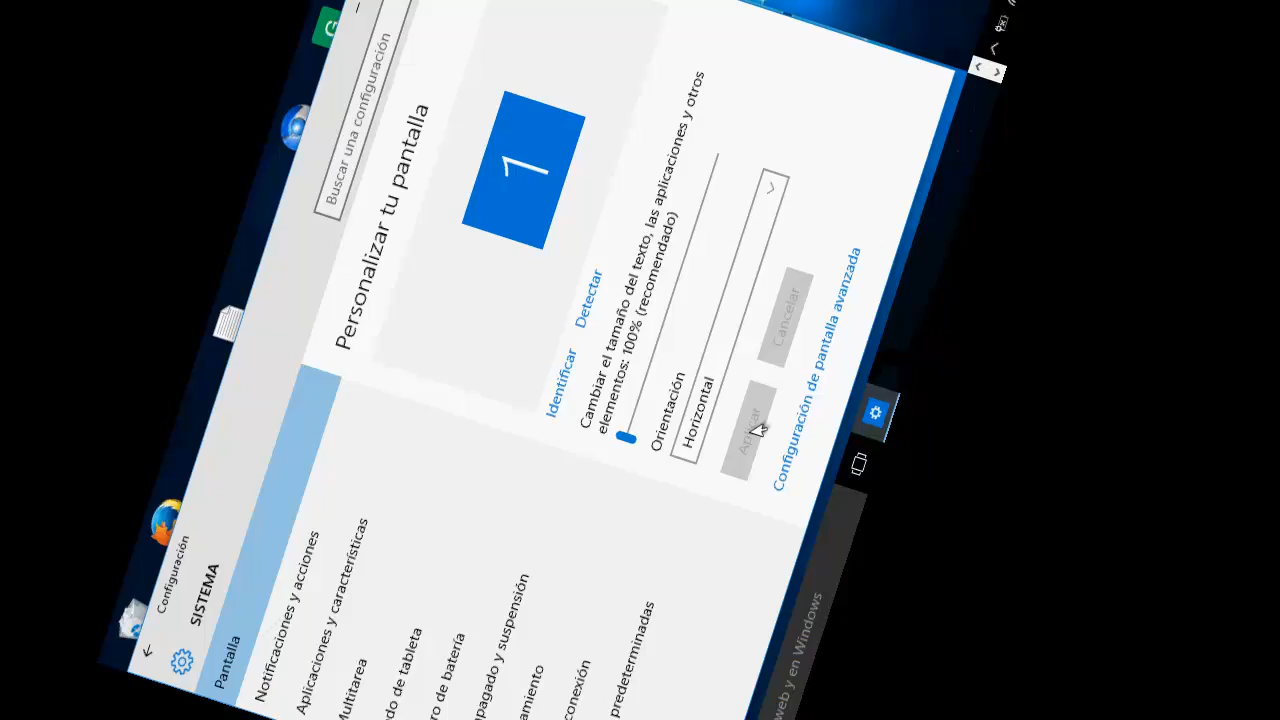 Configuración
SISTEMA
Buscar una configuración
Pantalla
Notificaciones y acciones
Aplicaciones y características
Multitarea
do de tableta
ro de batería
pagado y suspensión
amiento
conexión
predeterminadas
Personalizar tu pantalla
1
Identificar Detectar
Cambiar el tamaño del texto, las aplicaciones y otros
elementos: 100% (recomendado)
Orientación
Horizontal
Aplicar Cancelar
Configuración de pantalla avanzada
web y en Windows
G